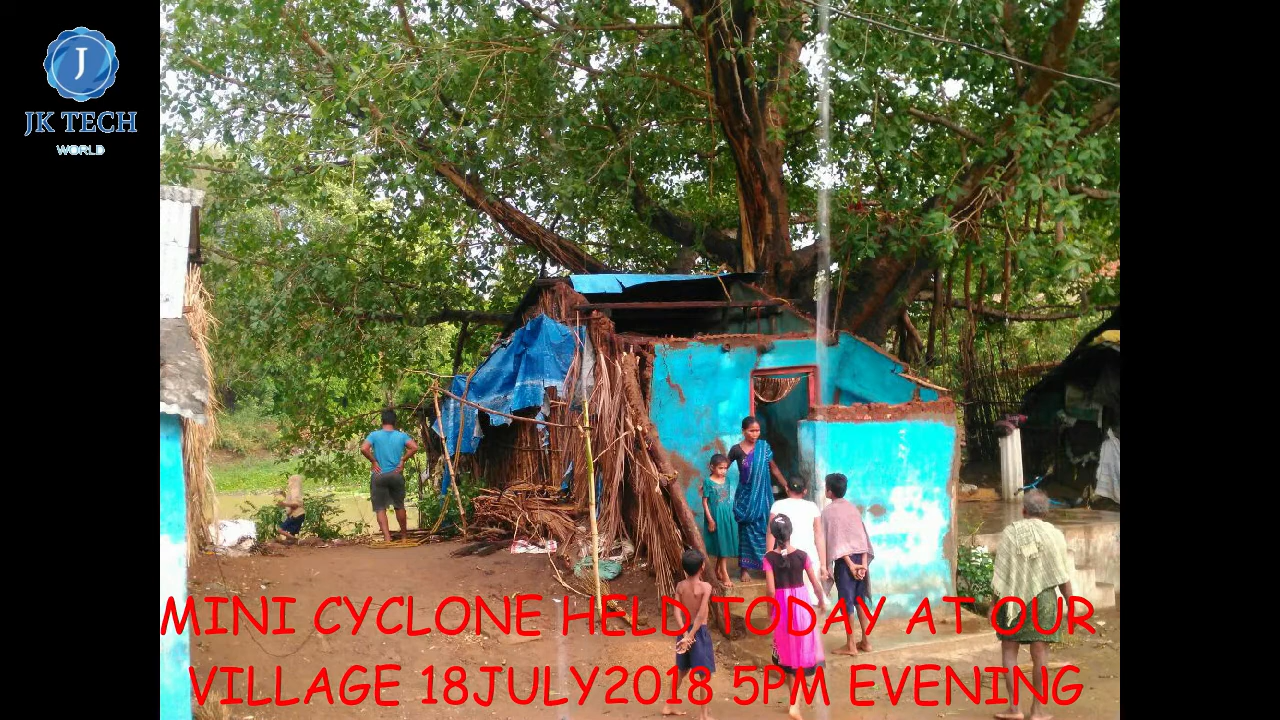 J
JK TECH
WORLD
MINI CYCLONE HELD TODAY AT OUR
VILLAGE 18JULY2018 5PM EVENING